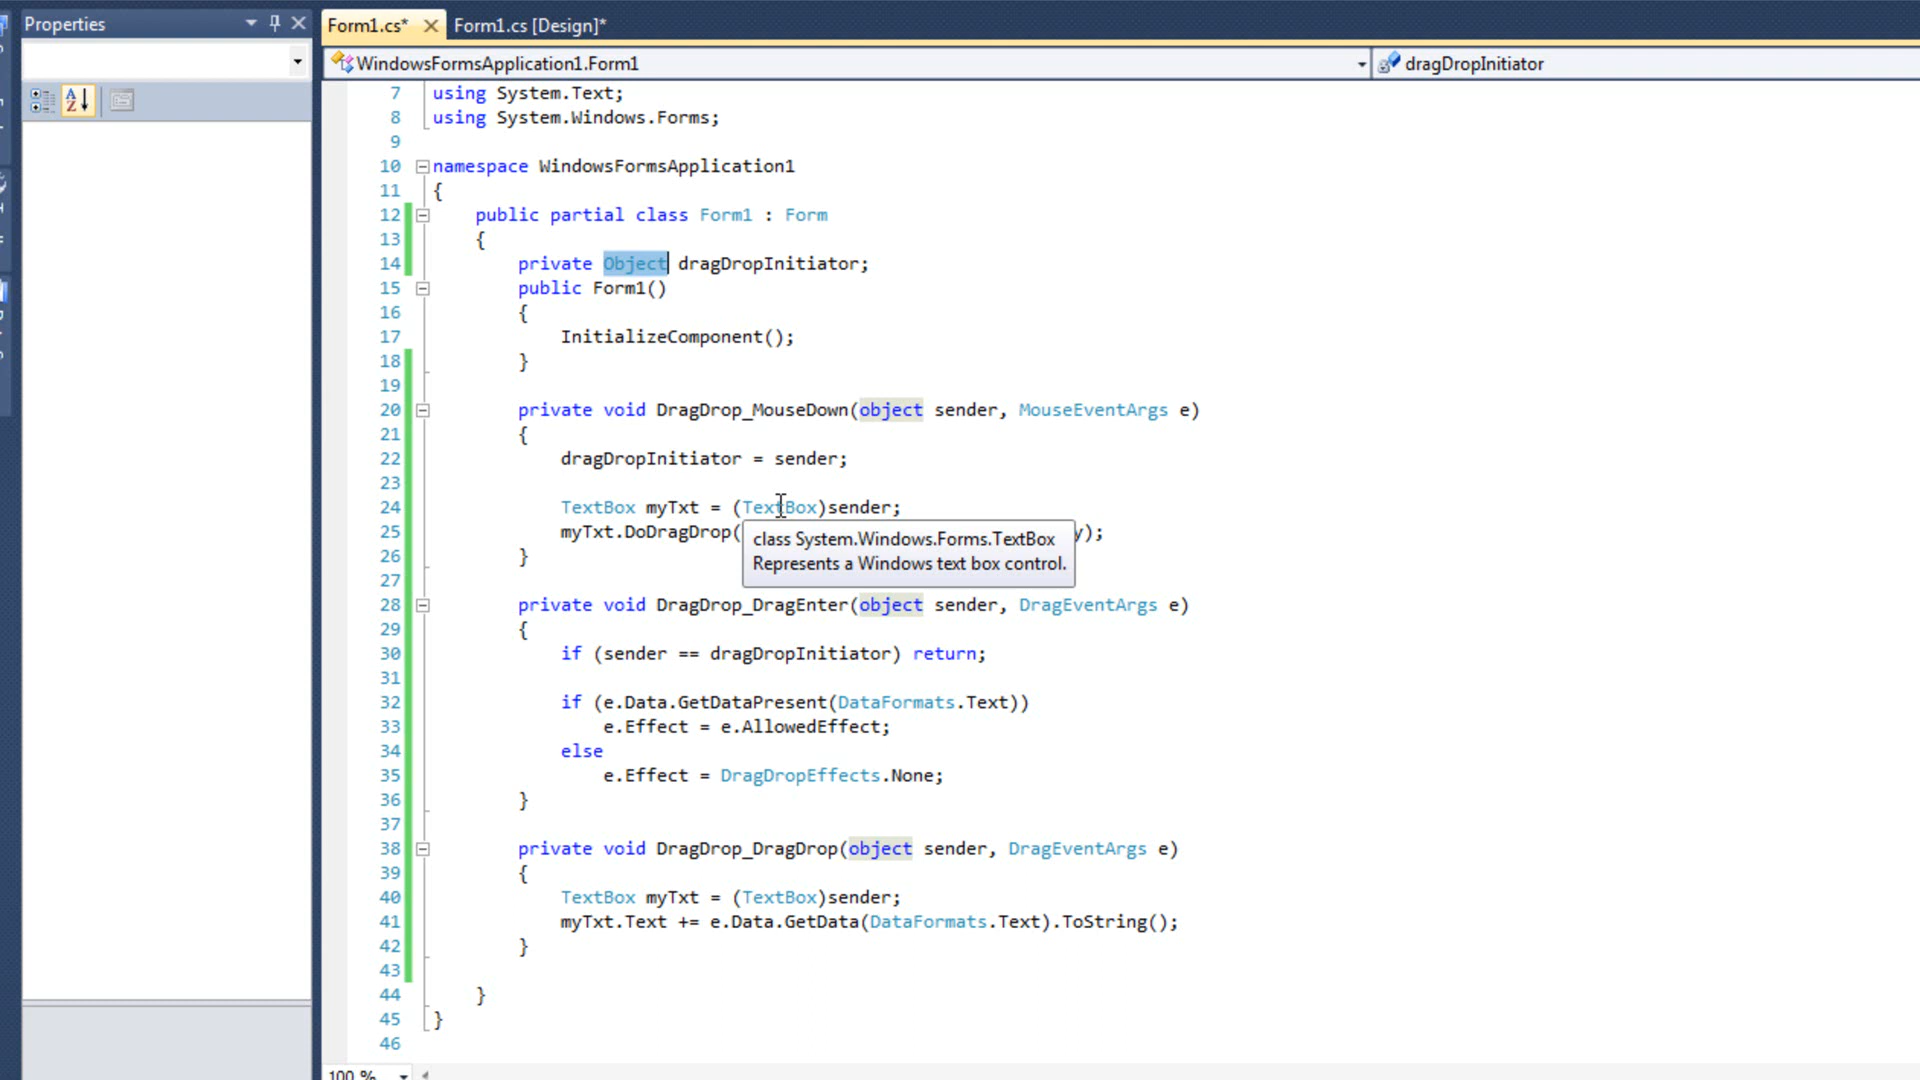 Properties
Form1.cs*
Form1.cs [Design]*
WindowsFormsApplication1.Form1
dragDropInitiator
7 using System.Text;
8 using System.Windows.Forms;
9
10 namespace WindowsFormsApplication1
11 {
12 public partial class Form1 : Form
13 {
14 private Object dragDropInitiator;
15 public Form1()
16 {
17 InitializeComponent();
18 }
19
20 private void DragDrop_MouseDown(object sender, MouseEventArgs e)
21 {
22 dragDropInitiator = sender;
23
24 TextBox myTxt = (TextBox)sender;
25 myTxt.DoDragDrop( y);
class System.Windows.Forms.TextBox
Represents a Windows text box control.
26 }
27
28 private void DragDrop_DragEnter(object sender, DragEventArgs e)
29 {
30 if (sender == dragDropInitiator) return;
31
32 if (e.Data.GetDataPresent(DataFormats.Text))
33 e.Effect = e.AllowedEffect;
34 else
35 e.Effect = DragDropEffects.None;
36 }
37
38 private void DragDrop_DragDrop(object sender, DragEventArgs e)
39 {
40 TextBox myTxt = (TextBox)sender;
41 myTxt.Text += e.Data.GetData(DataFormats.Text).ToString();
42 }
43
44 }
45 }
46
100 %